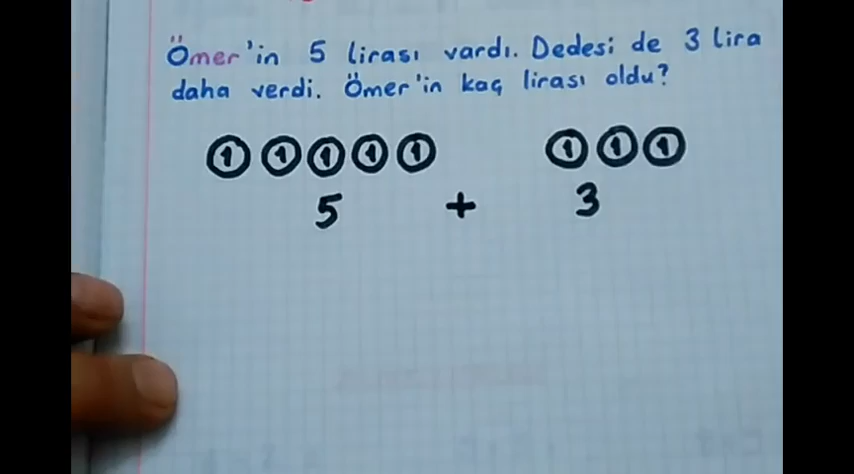 Ömer'in 5 lirası vardı. Dedesi de 3 lira
daha verdi. Ömer'in kaç lirası oldu?
1 1 1 1 1 1 1 1
5 + 3